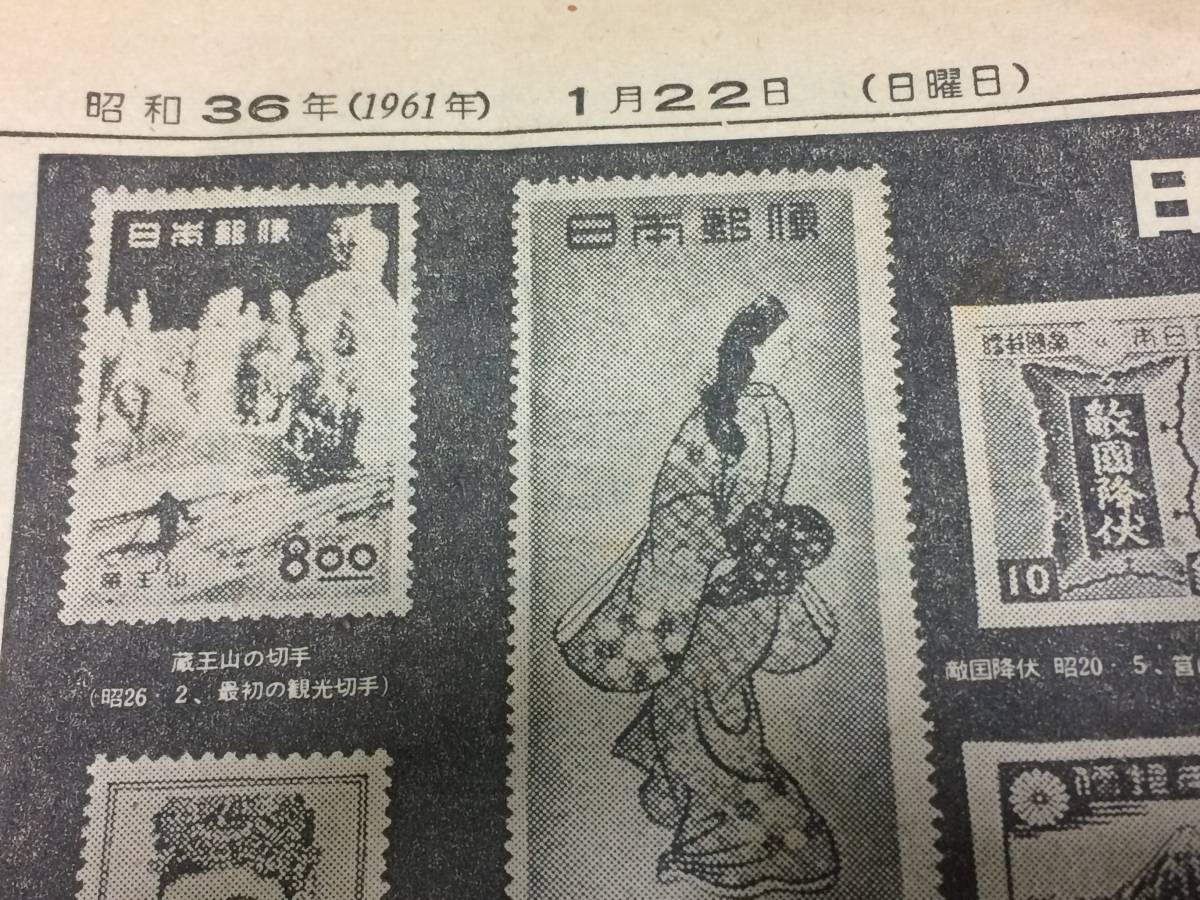 昭和36年(1961年) 1月22日 (日曜日)
日本郵便
8.00
蔵王山
蔵王山の切手
(昭26・2、最初の観光切手)
日本郵便
日
敵國降伏
10
敵国降伏 昭20・5、